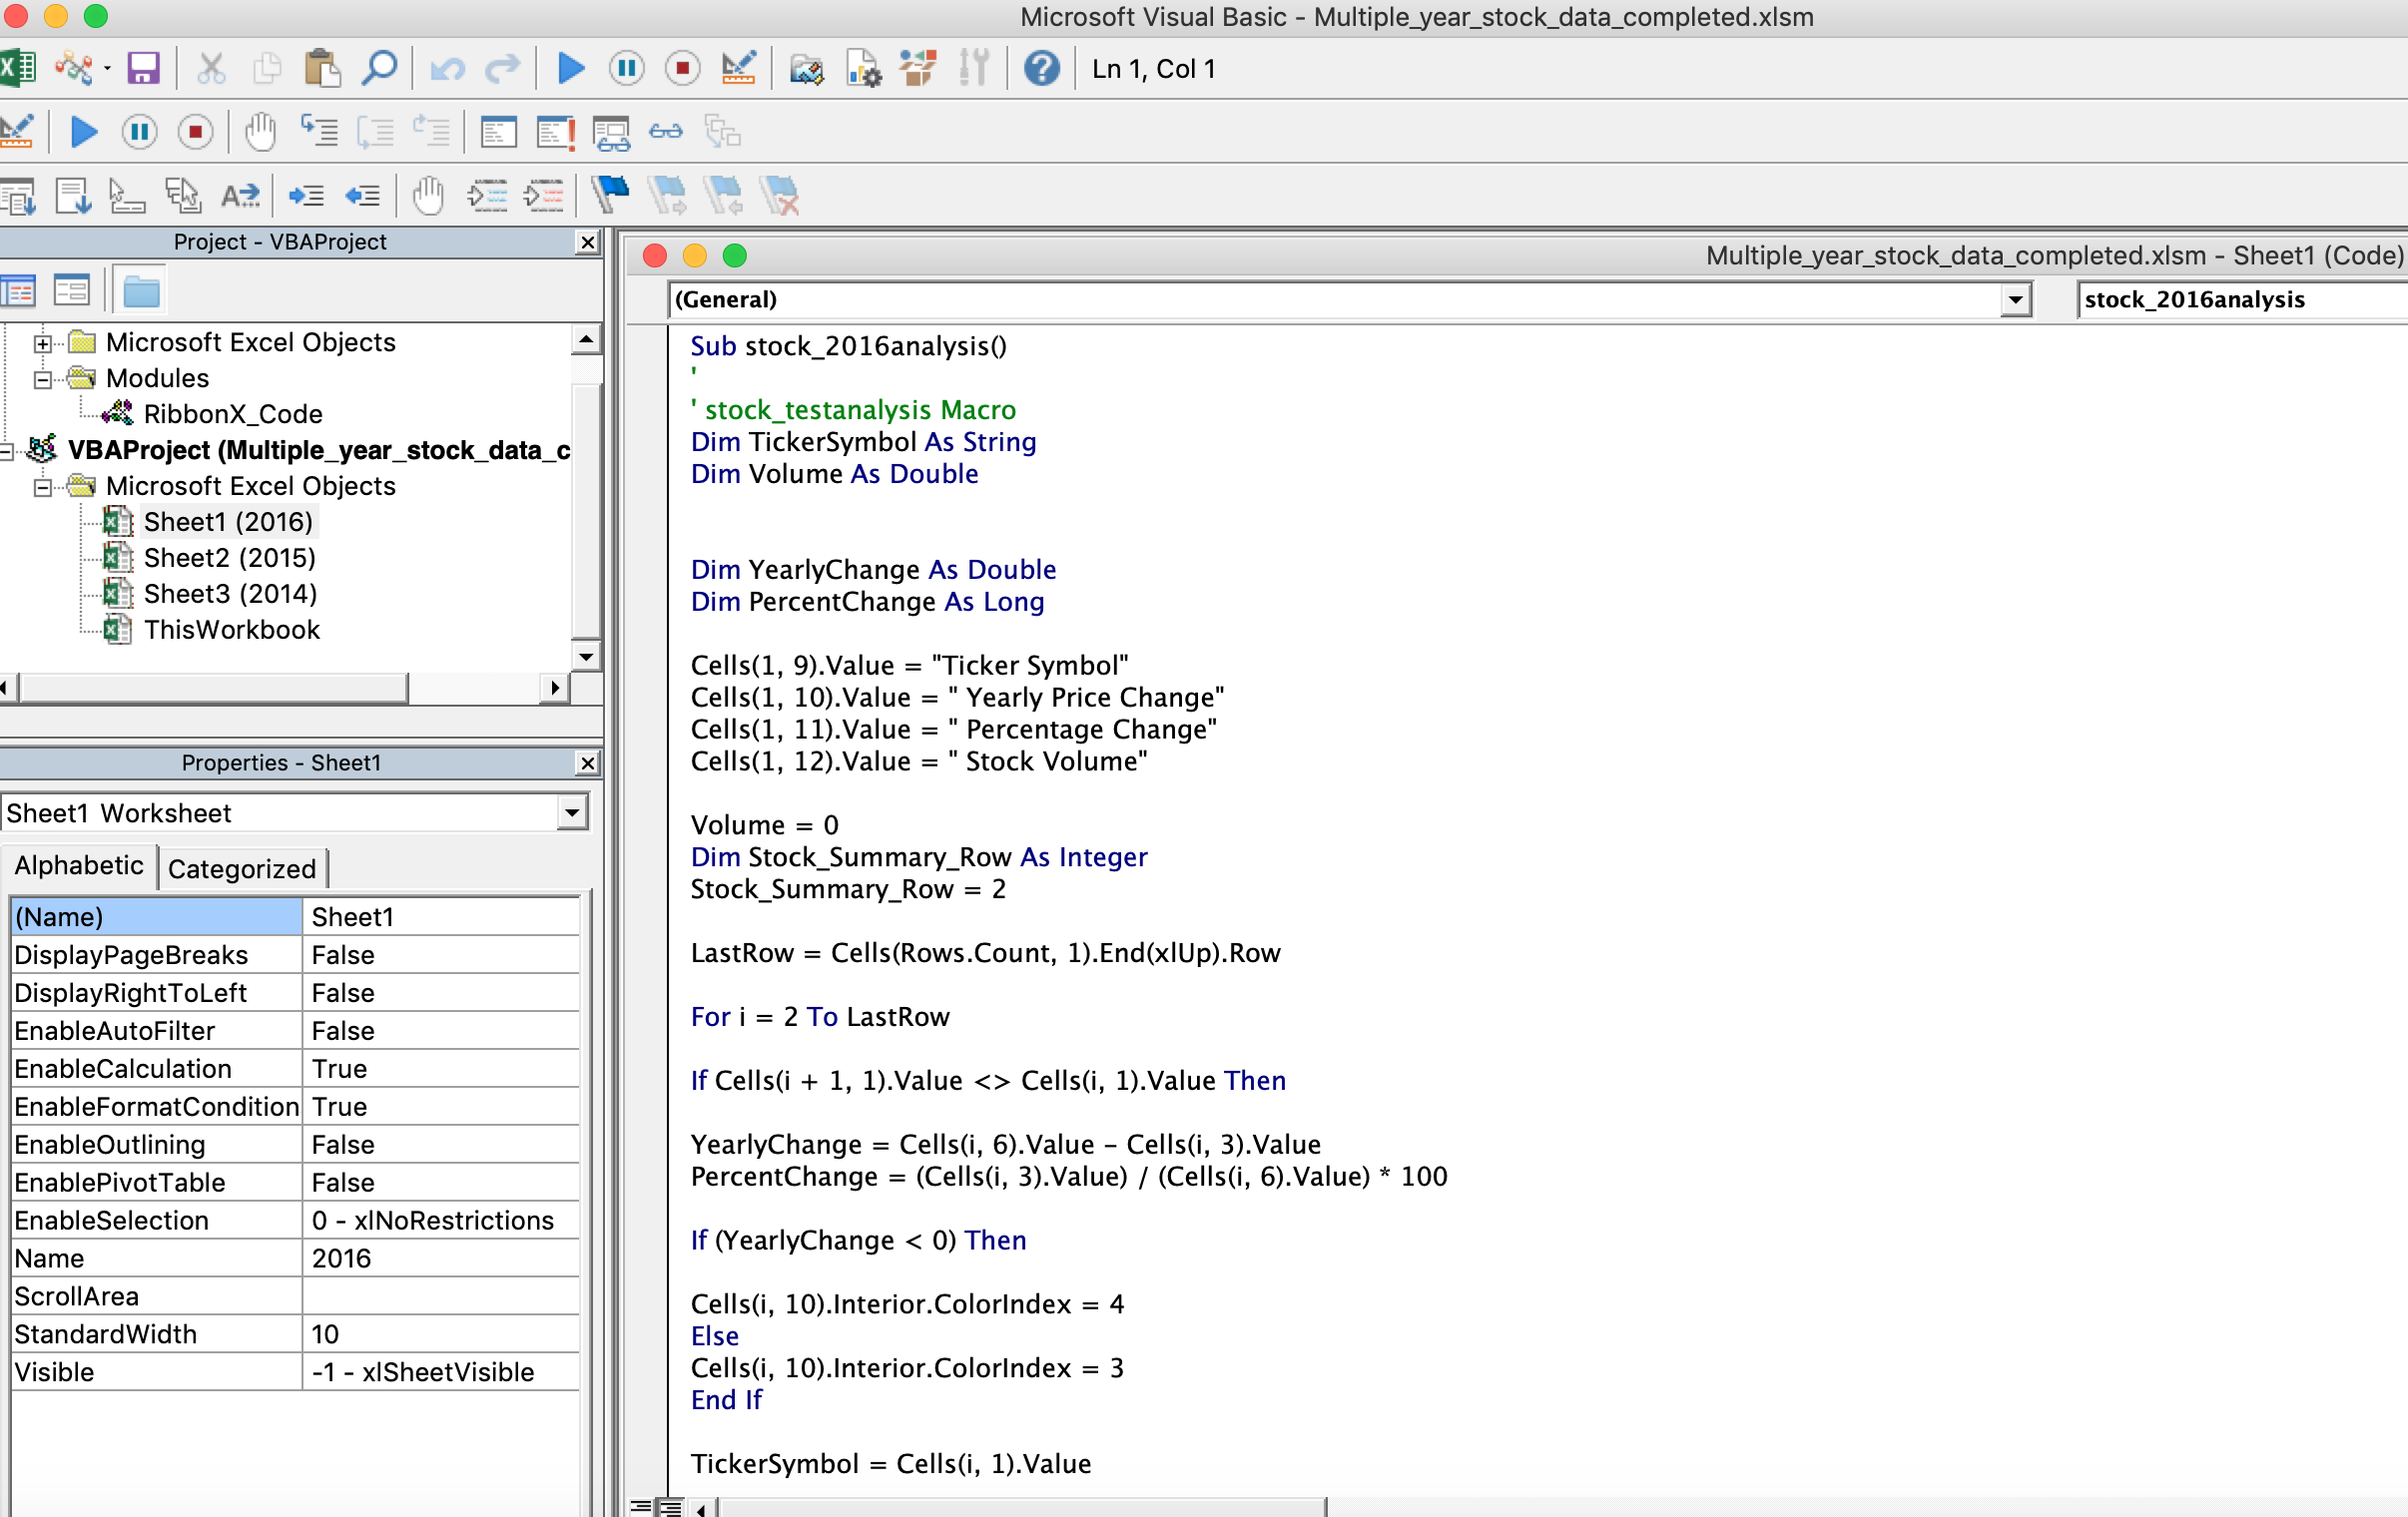 Microsoft Visual Basic - Multiple_year_stock_data_completed.xlsm
Ln 1, Col 1
Project - VBAProject
Microsoft Excel Objects
Modules
RibbonX_Code
VBAProject (Multiple_year_stock_data_c
Microsoft Excel Objects
Sheet1 (2016)
Sheet2 (2015)
Sheet3 (2014)
ThisWorkbook
Properties - Sheet1
Sheet1 Worksheet
Alphabetic
Categorized
(Name) Sheet1
DisplayPageBreaks False
DisplayRightToLeft False
EnableAutoFilter False
EnableCalculation True
EnableFormatCondition True
EnableOutlining False
EnablePivotTable False
EnableSelection 0 - xlNoRestrictions
Name 2016
ScrollArea
StandardWidth 10
Visible -1 - xlSheetVisible
Multiple_year_stock_data_completed.xlsm - Sheet1 (Code)
(General)
stock_2016analysis
Sub stock_2016analysis()
'
' stock_testanalysis Macro
Dim TickerSymbol As String
Dim Volume As Double
Dim YearlyChange As Double
Dim PercentChange As Long
Cells(1, 9).Value = "Ticker Symbol"
Cells(1, 10).Value = " Yearly Price Change"
Cells(1, 11).Value = " Percentage Change"
Cells(1, 12).Value = " Stock Volume"
Volume = 0
Dim Stock_Summary_Row As Integer
Stock_Summary_Row = 2
LastRow = Cells(Rows.Count, 1).End(xlUp).Row
For i = 2 To LastRow
If Cells(i + 1, 1).Value <> Cells(i, 1).Value Then
YearlyChange = Cells(i, 6).Value - Cells(i, 3).Value
PercentChange = (Cells(i, 3).Value) / (Cells(i, 6).Value) * 100
If (YearlyChange < 0) Then
Cells(i, 10).Interior.ColorIndex = 4
Else
Cells(i, 10).Interior.ColorIndex = 3
End If
TickerSymbol = Cells(i, 1).Value